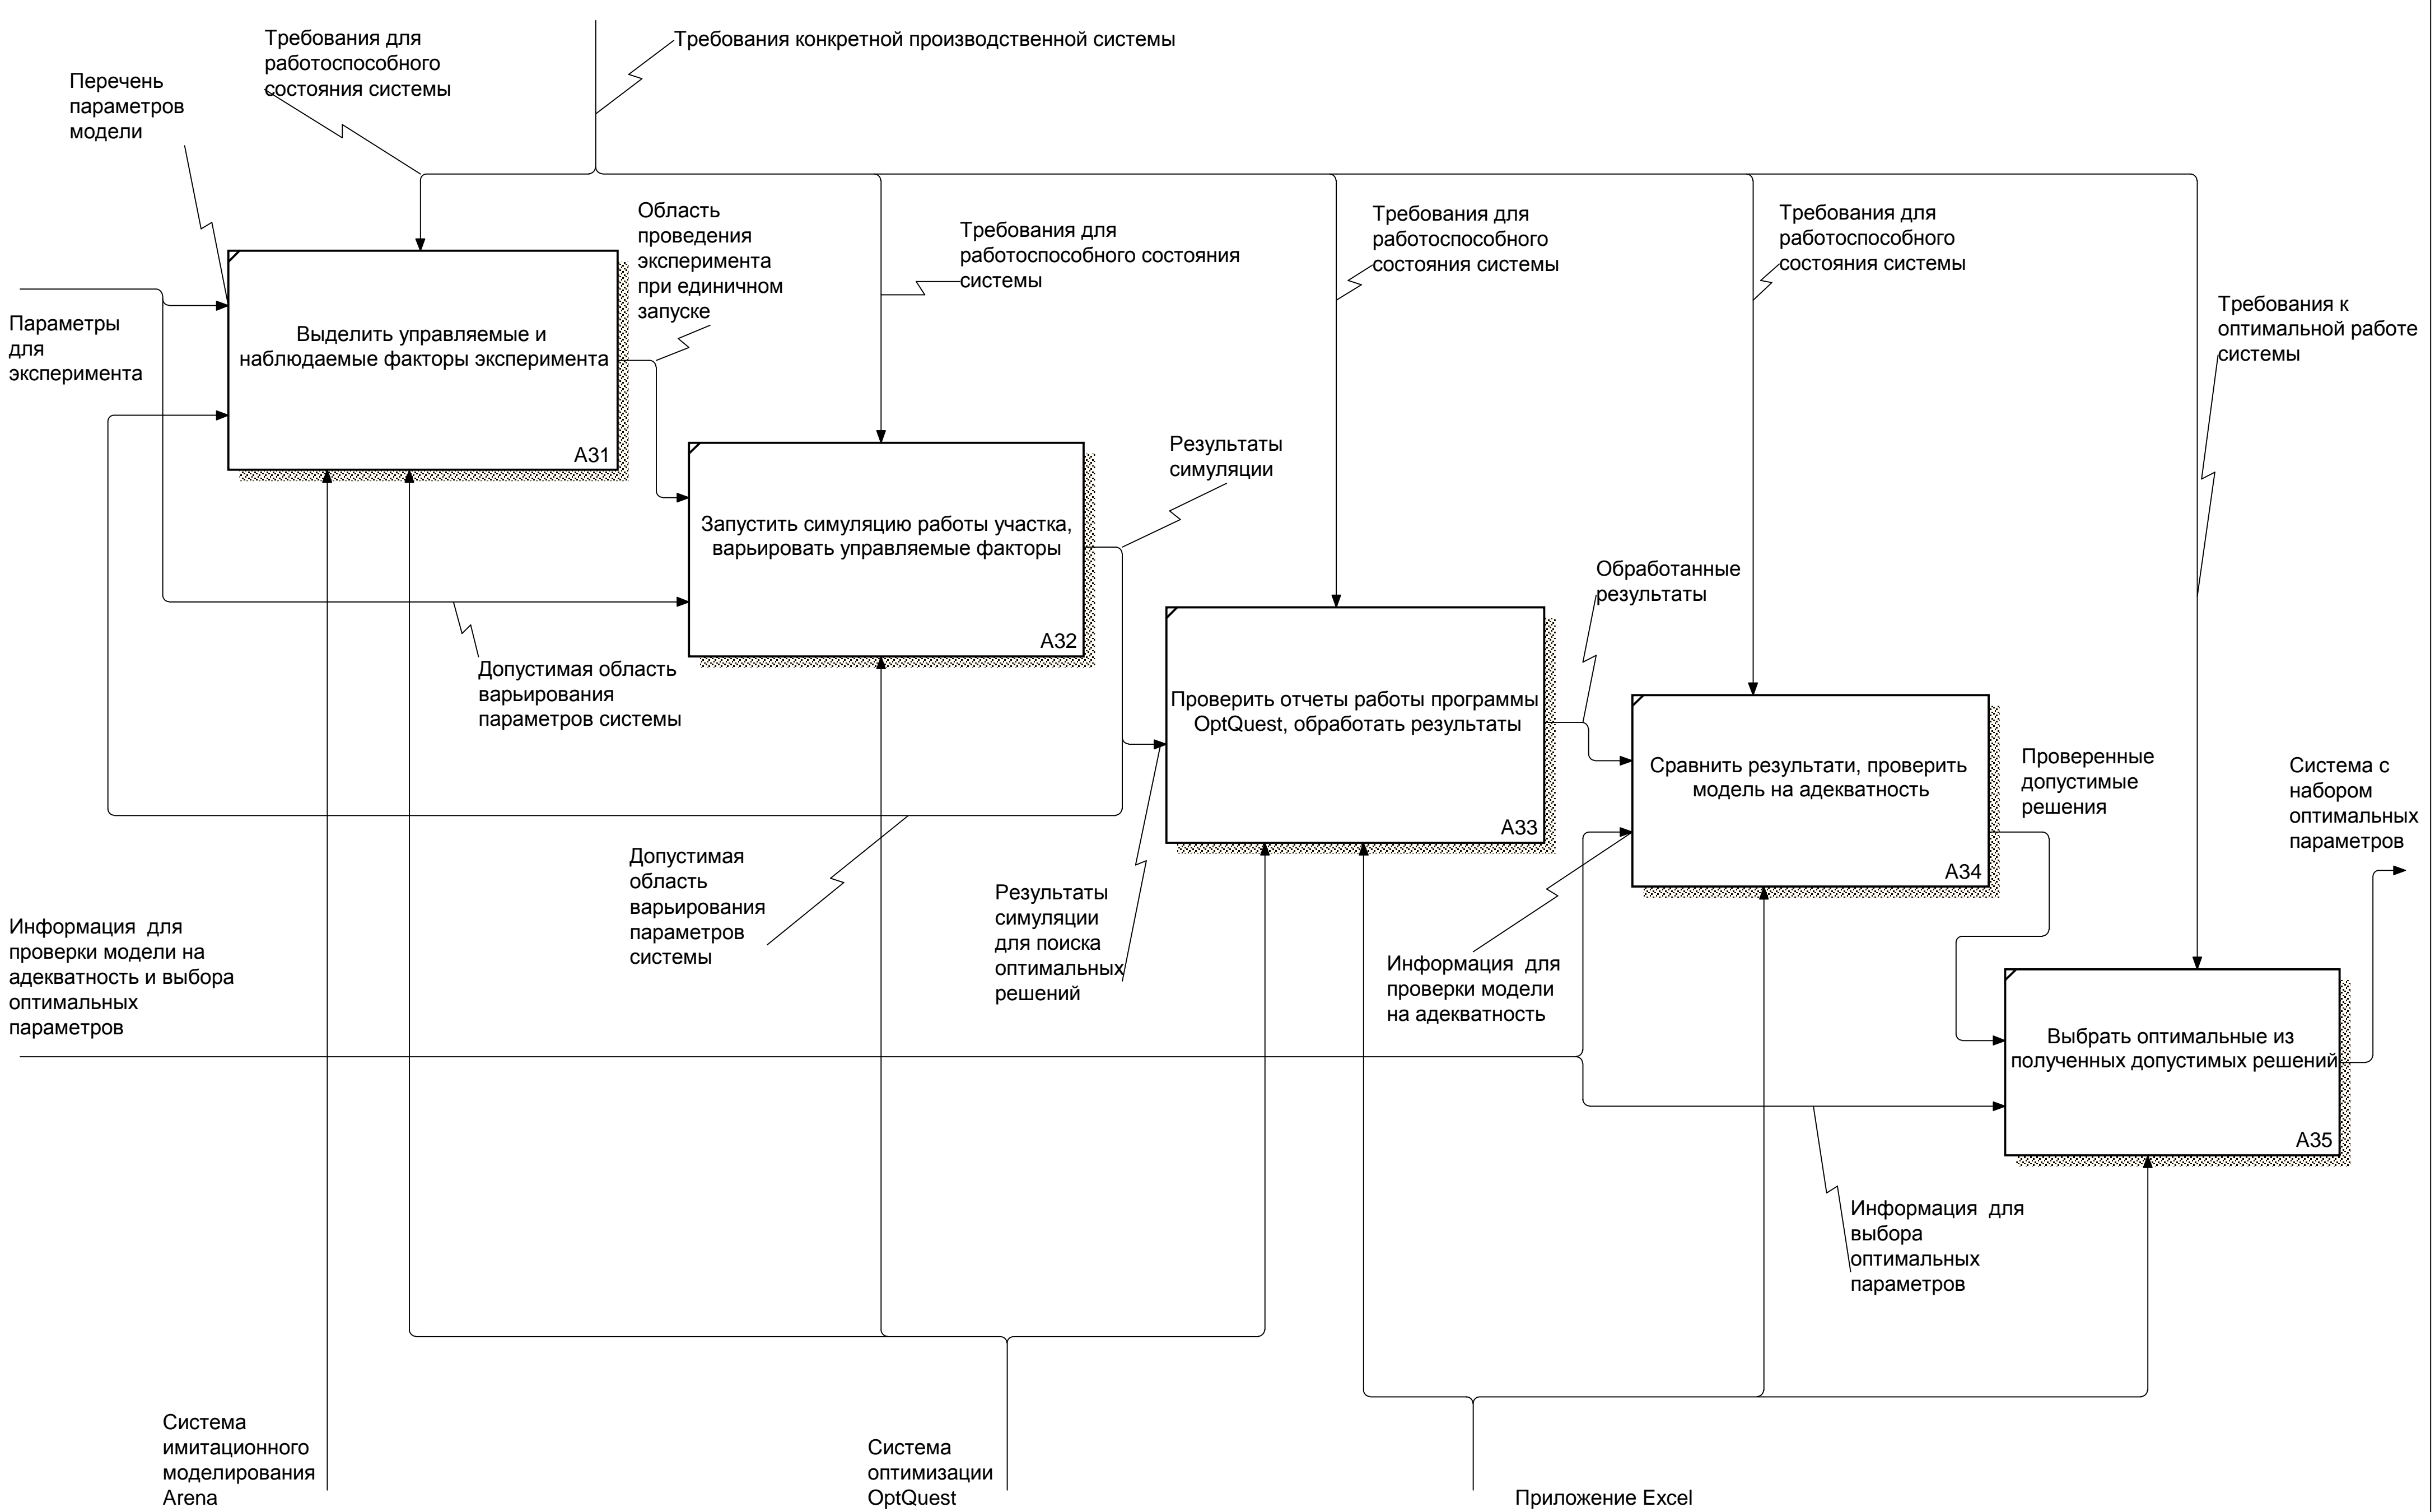 Требования для
работоспособного
состояния системы
Требования конкретной производственной системы
Перечень
параметров
модели
Область
проведения
эксперимента
при единичном
запуске
Требования для
работоспособного состояния
системы
Требования для
работоспособного
состояния системы
Требования для
работоспособного
состояния системы
Требования к
оптимальной работе
системы
Параметры
для
эксперимента
Выделить управляемые и
наблюдаемые факторы эксперимента
A31
Результаты
симуляции
Запустить симуляцию работы участка,
варьировать управляемые факторы
A32
Обработанные
результаты
Допустимая область
варьирования
параметров системы
Проверить отчеты работы программы
OptQuest, обработать результаты
A33
Сравнить результати, проверить
модель на адекватность
A34
Проверенные
допустимые
решения
Система с
набором
оптимальных
параметров
Допустимая
область
варьирования
параметров
системы
Результаты
симуляции
для поиска
оптимальных
решений
Информация  для
проверки модели
на адекватность
Информация  для
проверки модели на
адекватность и выбора
оптимальных
параметров
Выбрать оптимальные из
полученных допустимых решений
A35
Информация  для
выбора
оптимальных
параметров
Система
имитационного
моделирования
Arena
Система
оптимизации
OptQuest
Приложение Excel